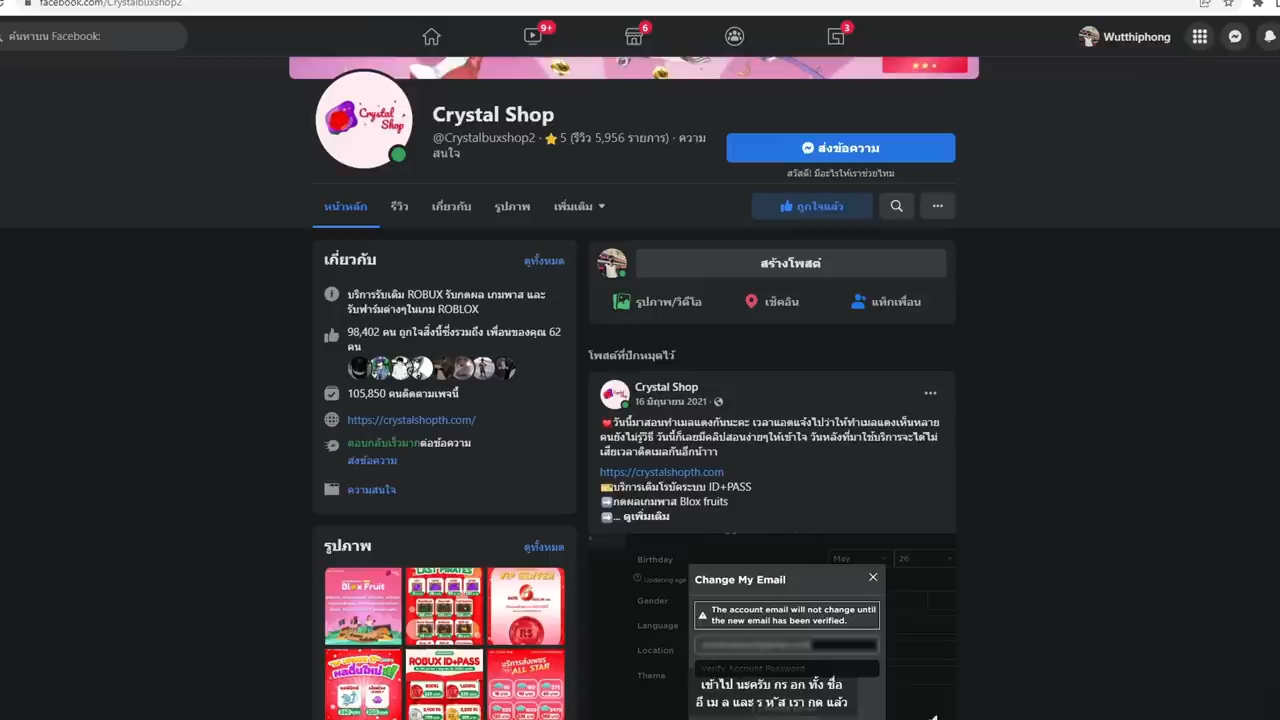 facebook.com/Crystalbuxshop2
ค้นหาบน Facebook:
9+
6
3
Wutthiphong
Crystal Shop
Crystal Shop
@Crystalbuxshop2 · ⭐ 5 (รีวิว 5,956 รายการ) · ความ
สนใจ
ส่งข้อความ
สวัสดี! มีอะไรให้เราช่วยไหม
หน้าหลัก
รีวิว
เกี่ยวกับ
รูปภาพ
เพิ่มเติม
ถูกใจแล้ว
เกี่ยวกับ
ดูทั้งหมด
บริการรับเติม ROBUX รับกดผล เกมพาส และ
รับฟาร์มต่างๆในเกม ROBLOX
98,402 คน ถูกใจสิ่งนี้ซึ่งรวมถึง เพื่อนของคุณ 62
คน
105,850 คนติดตามเพจนี้
https://crystalshopth.com/
ตอบกลับเร็วมากต่อข้อความ
ส่งข้อความ
ความสนใจ
รูปภาพ
ดูทั้งหมด
BLOX Fruit
LAST PIRATES
VIP SERVER
ROBUX ID+PASS
ALL STAR
สร้างโพสต์
รูปภาพ/วิดีโอ
เช็คอิน
แท็กเพื่อน
โพสต์ที่ปักหมุดไว้
Crystal Shop
16 มิถุนายน 2021 ·
❤️วันนี้มาสอนทำเมลแดงกันนะคะ เวลาแอดแจ้งไปว่าให้ทำเมลแดงเห็นหลาย
คนยังไม่รู้วิธี วันนี้ก็เลยมีคลิปสอนง่ายๆให้เข้าใจ วันหลังที่มาใช้บริการจะได้ไม่
เสียเวลาติดเมลกันอีกน้าาา
https://crystalshopth.com
🎫บริการเติมโรบัคระบบ ID+PASS
➡️กดผลเกมพาส Blox fruits
➡️... ดูเพิ่มเติม
Birthday
May
26
Updating age
Gender
Language
Location
Theme
Change My Email
The account email will not change until
the new email has been verified.
Verify Account Password
เข้าไป นะครับ กร อก ทั้ง ชื่อ
อี เม ล และ ร ห ัส เรา กด แล้ว